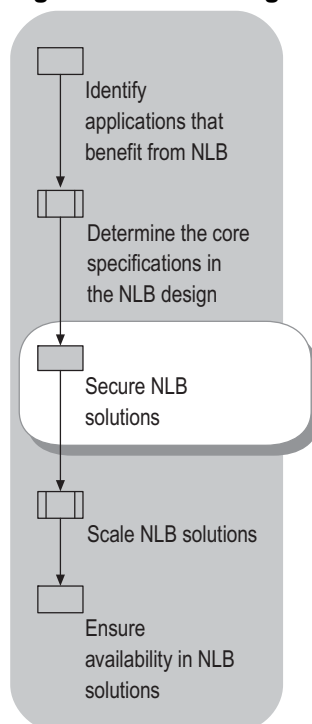 Identify
applications that
benefit from NLB
Determine the core
specifications in
the NLB design
Secure NLB
solutions
Scale NLB solutions
Ensure
availability in NLB
solutions